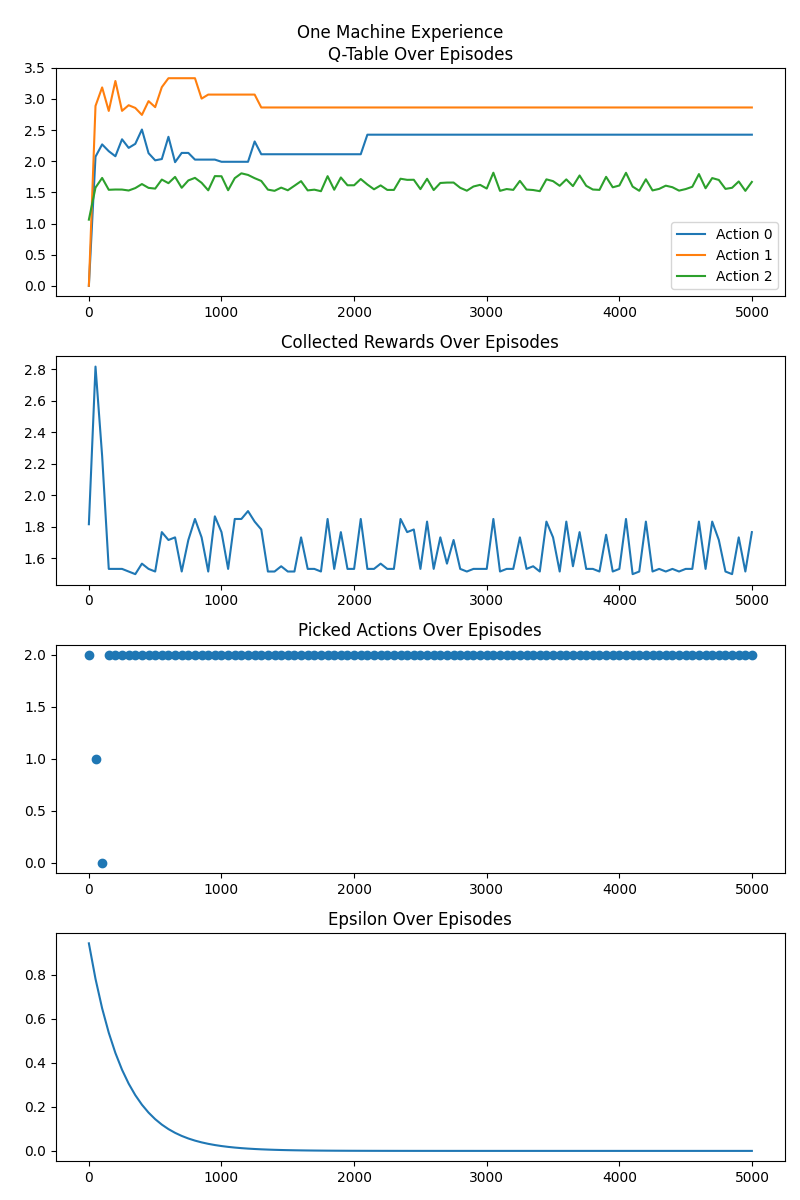 One Machine Experience
Q-Table Over Episodes
3.5
3.0
2.5
2.0
1.5
1.0
0.5
0.0
Action 0
Action 1
Action 2
0 1000 2000 3000 4000 5000
Collected Rewards Over Episodes
2.8
2.6
2.4
2.2
2.0
1.8
1.6
0 1000 2000 3000 4000 5000
Picked Actions Over Episodes
2.0
1.5
1.0
0.5
0.0
0 1000 2000 3000 4000 5000
Epsilon Over Episodes
0.8
0.6
0.4
0.2
0.0
0 1000 2000 3000 4000 5000